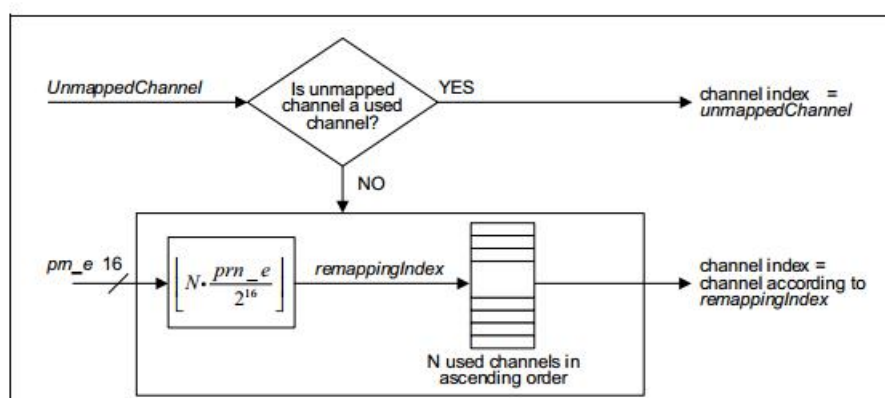 UnmappedChannel
Is unmapped
channel a used
channel?
YES
channel index =
unmappedChannel
NO
prn_e 16
⌊N·prn_e/2^16⌋
remappingIndex
channel index =
channel according to
remappingIndex
N used channels in
ascending order